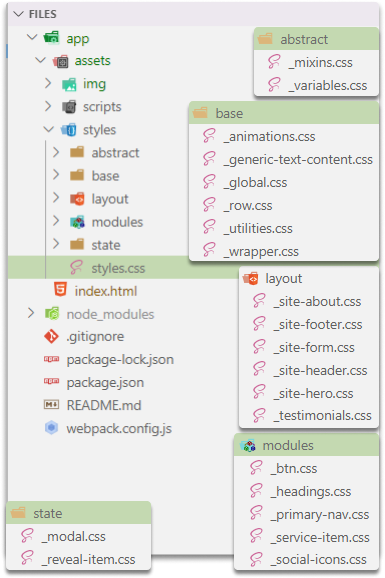 FILES
app
assets
img
scripts
styles
abstract
base
layout
modules
state
styles.css
index.html
node_modules
.gitignore
package-lock.json
package.json
README.md
webpack.config.js
abstract
_mixins.css
_variables.css
base
_animations.css
_generic-text-content.css
_global.css
_row.css
_utilities.css
_wrapper.css
layout
_site-about.css
_site-footer.css
_site-form.css
_site-header.css
_site-hero.css
_testimonials.css
modules
_btn.css
_headings.css
_primary-nav.css
_service-item.css
_social-icons.css
state
_modal.css
_reveal-item.css